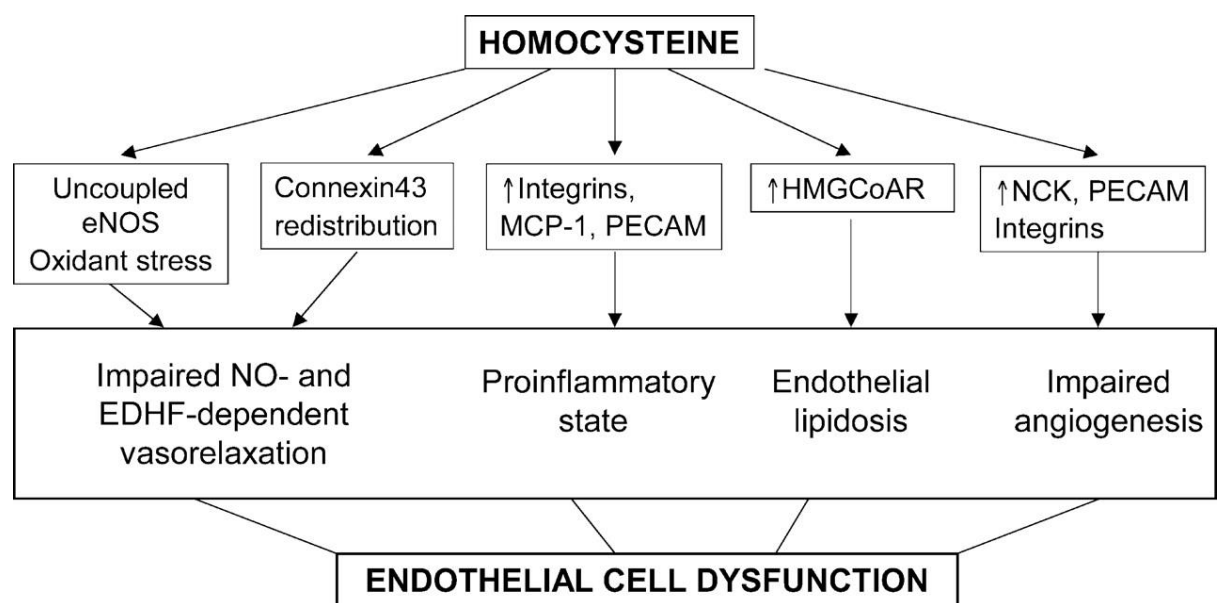 HOMOCYSTEINE
Uncoupled
eNOS
Oxidant stress
Connexin43
redistribution
↑Integrins,
MCP-1, PECAM
↑HMGCoAR
↑NCK, PECAM
Integrins
Impaired NO- and
EDHF-dependent
vasorelaxation
Proinflammatory
state
Endothelial
lipidosis
Impaired
angiogenesis
ENDOTHELIAL CELL DYSFUNCTION